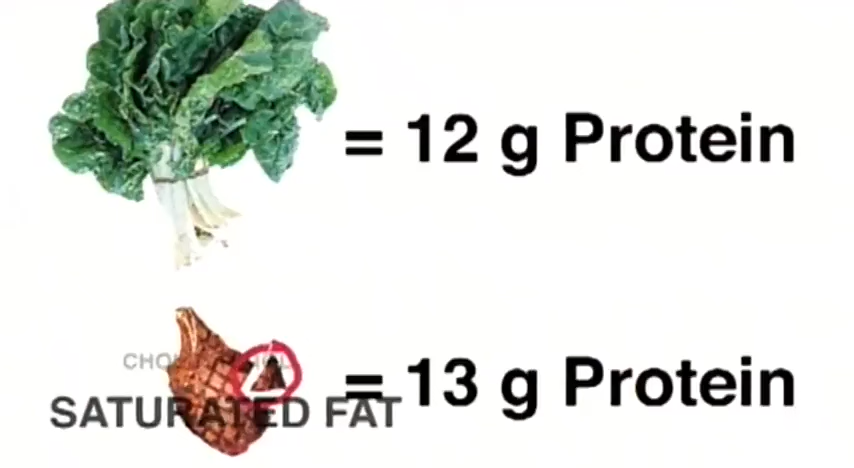 = 12 g Protein
= 13 g Protein
SATURATED FAT